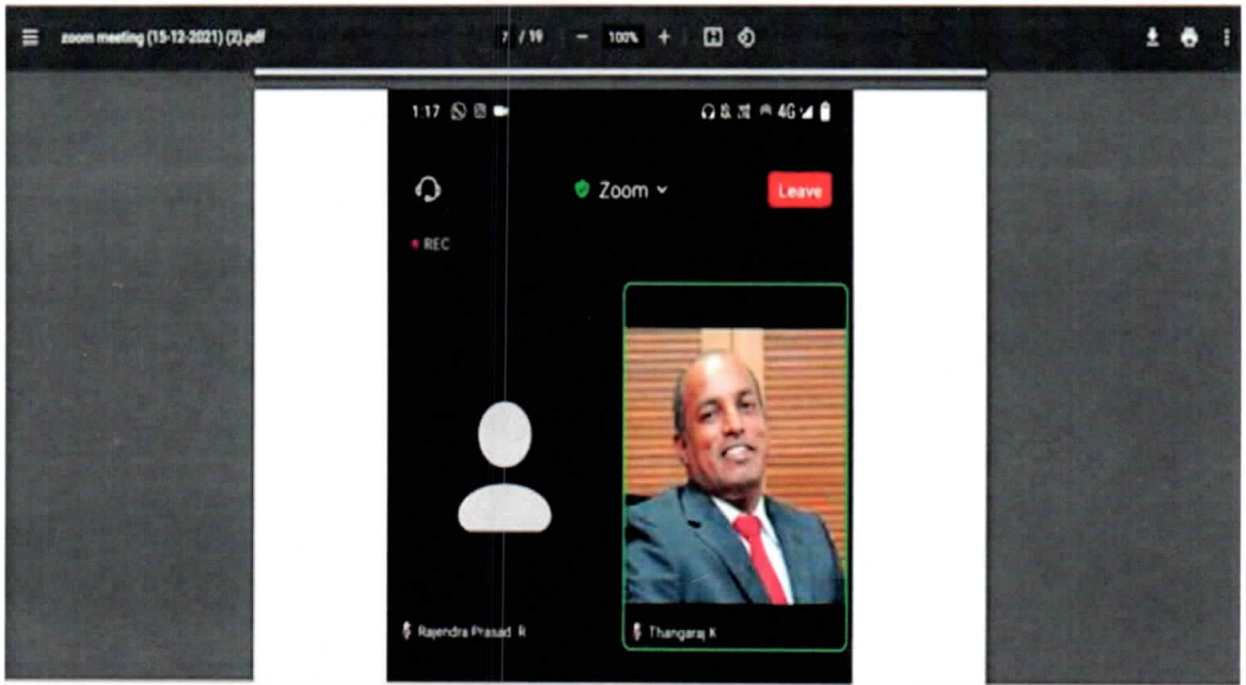 zoom meeting (15-12-2021) (2).pdf
7 / 19
100%
1:17
4G
Zoom
Leave
REC
Rajendra Prasad R
Thangaraj K